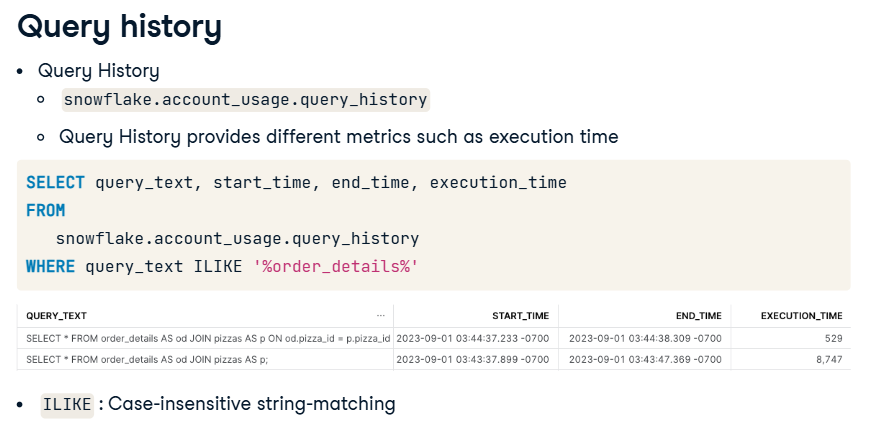 Query history
• Query History
○ snowflake.account_usage.query_history
○ Query History provides different metrics such as execution time
SELECT query_text, start_time, end_time, execution_time
FROM
snowflake.account_usage.query_history
WHERE query_text ILIKE '%order_details%'
QUERY_TEXT ... START_TIME END_TIME EXECUTION_TIME
SELECT * FROM order_details AS od JOIN pizzas AS p ON od.pizza_id = p.pizza_id 2023-09-01 03:44:37.233 -0700 2023-09-01 03:44:38.309 -0700 529
SELECT * FROM order_details AS od JOIN pizzas AS p; 2023-09-01 03:43:37.899 -0700 2023-09-01 03:43:47.369 -0700 8,747
• ILIKE : Case-insensitive string-matching